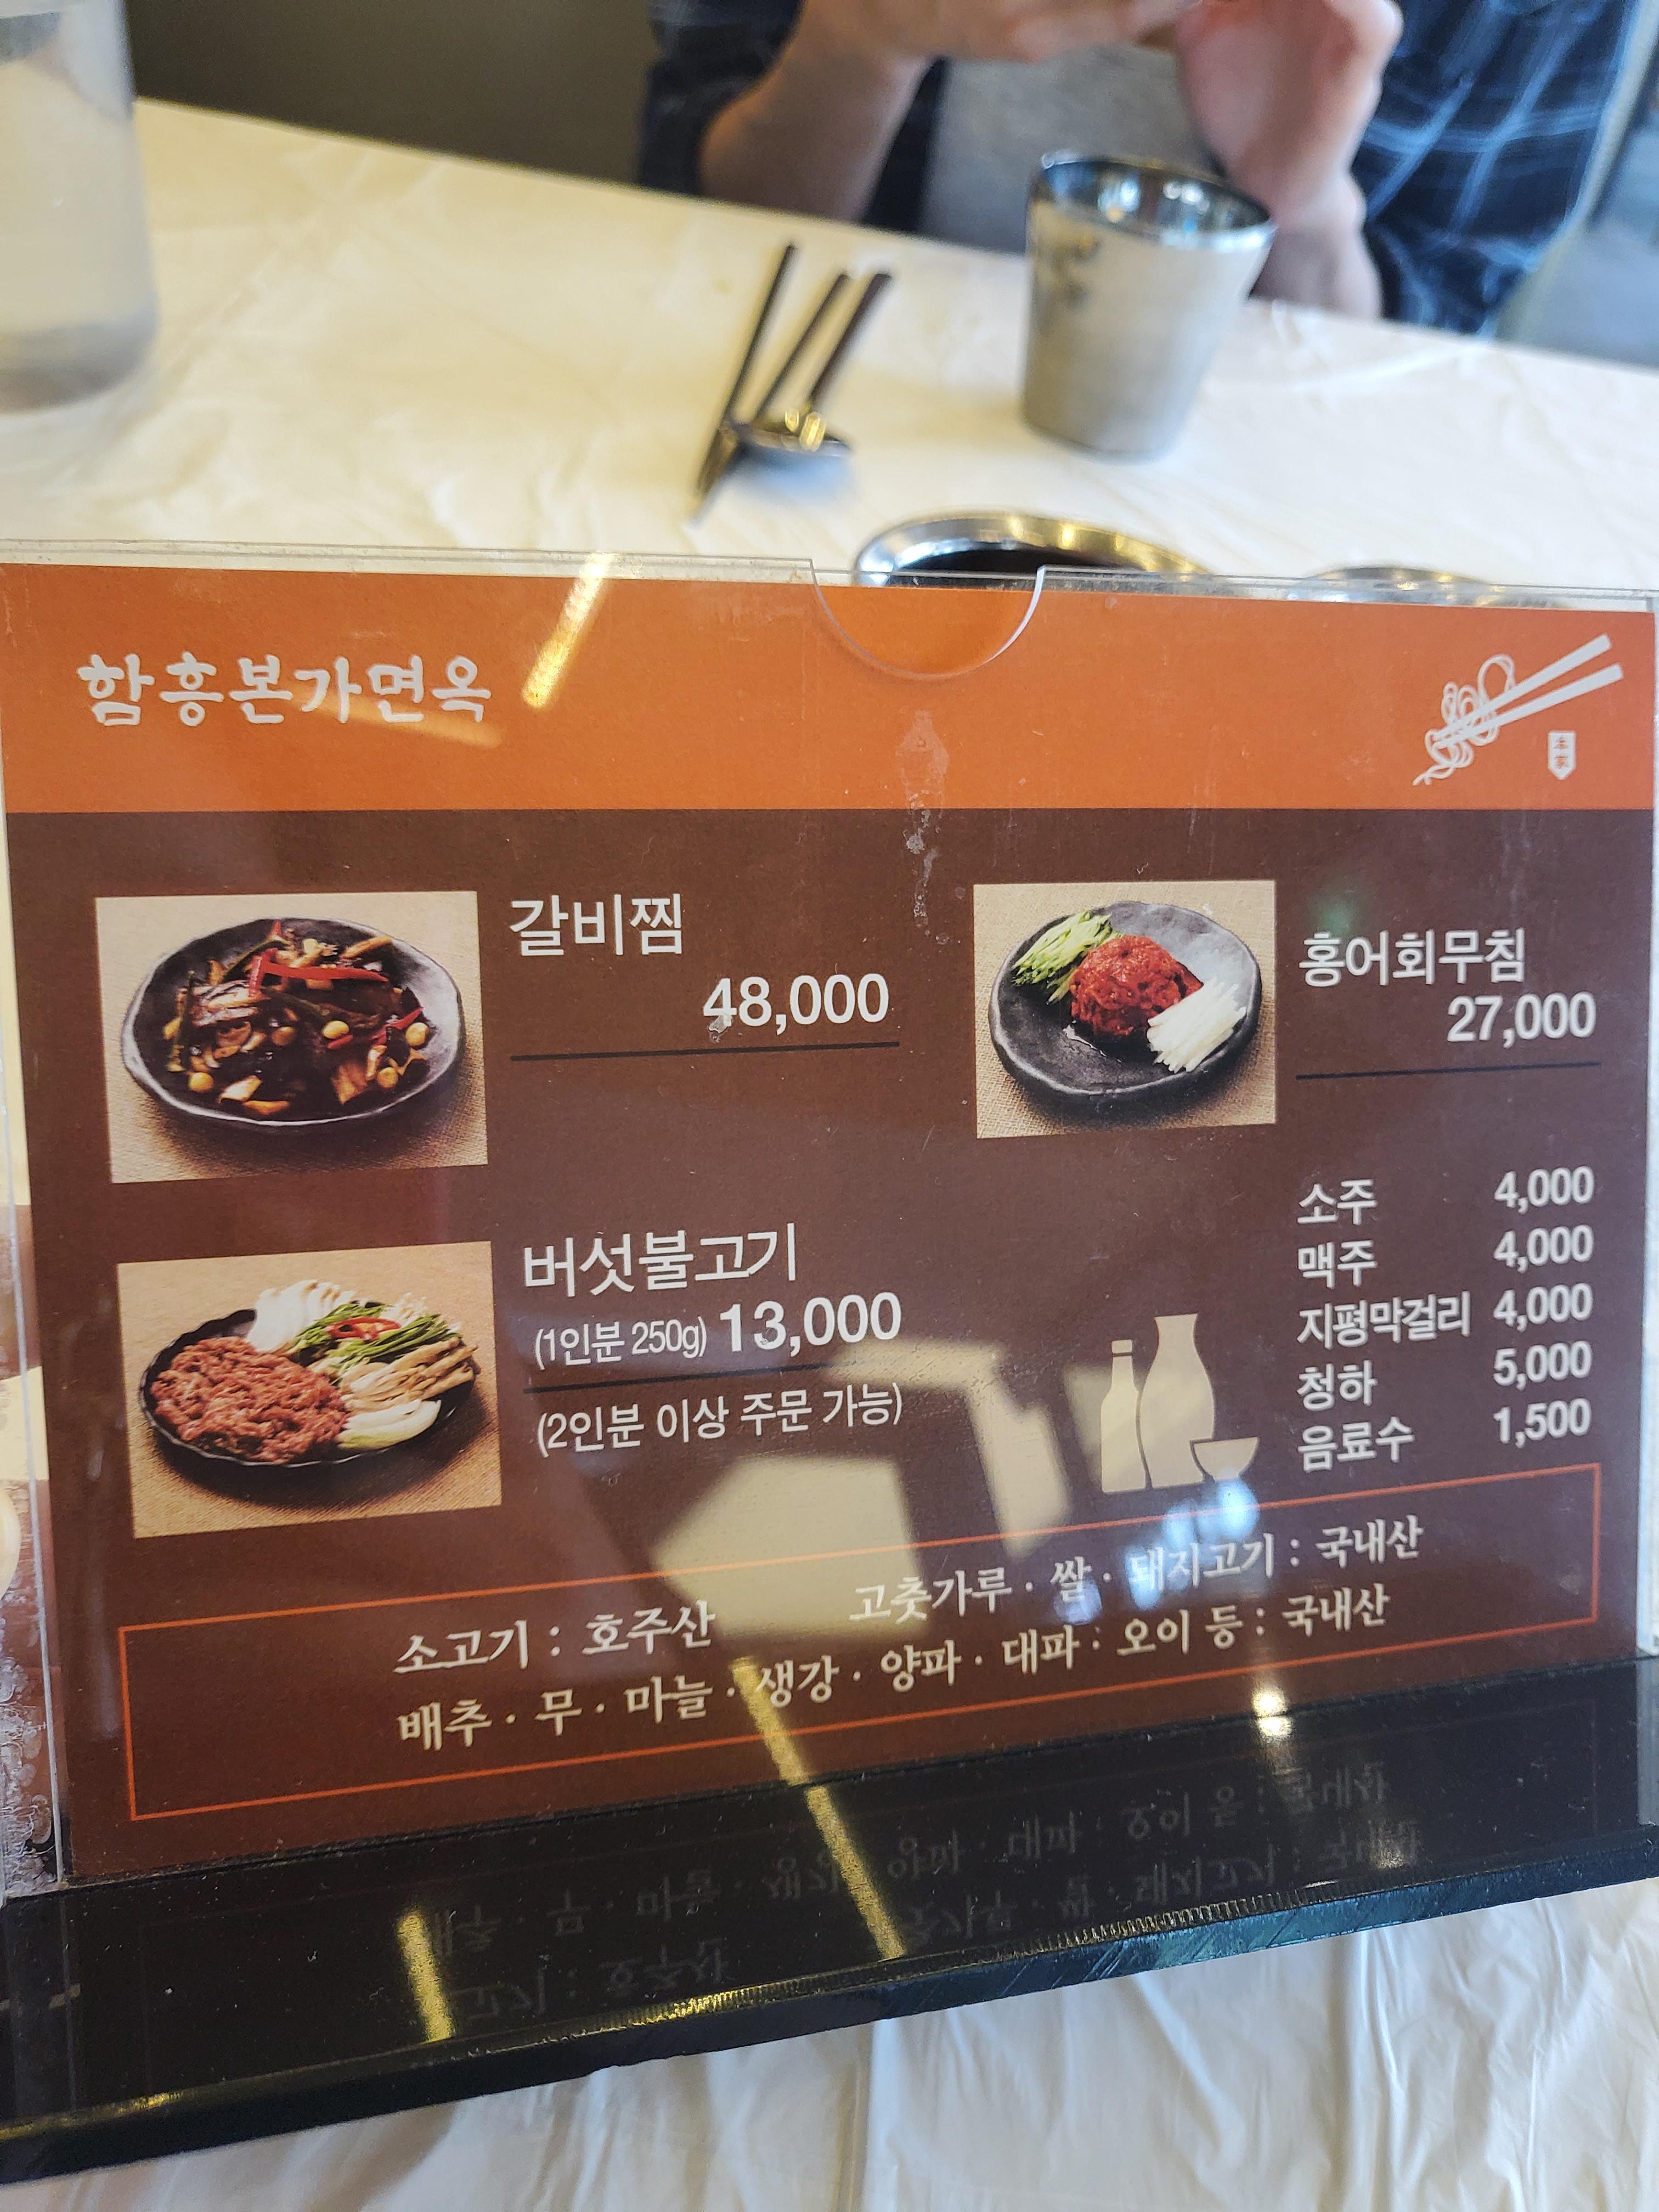 함흥본가면옥
갈비찜
48,000
홍어회무침
27,000
버섯불고기
(1인분 250g) 13,000
(2인분 이상 주문 가능)
소주 4,000
맥주 4,000
지평막걸리 4,000
청하 5,000
음료수 1,500
소고기 : 호주산 고춧가루 · 쌀 · 돼지고기 : 국내산
배추 · 무 · 마늘 · 생강 · 양파 · 대파 · 오이 등 : 국내산